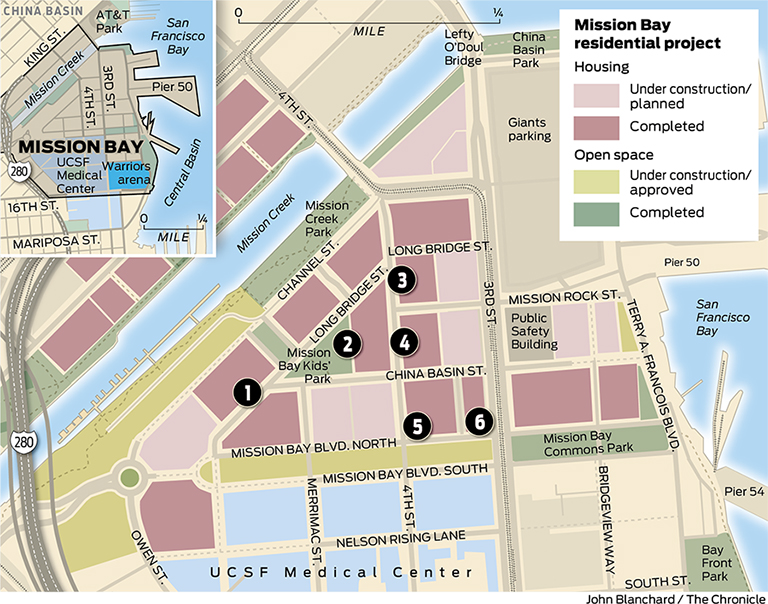 CHINA BASIN
AT&T
Park
San
Francisco
Bay
KING ST.
Mission Creek
3RD ST.
4TH ST.
Pier 50
MISSION BAY
UCSF
Medical
Center
Warriors
arena
Central Basin
280
16TH ST.
MARIPOSA ST.
0 ¼
MILE
0 ¼
MILE
Lefty
O’Doul
Bridge
China
Basin
Park
Mission Bay
residential project
Housing
Under construction/
planned
Completed
Open space
Under construction/
approved
Completed
4TH ST.
Giants
parking
Mission Creek
Mission
Creek
Park
CHANNEL ST.
LONG BRIDGE ST.
LONG BRIDGE ST.
3RD ST.
Pier 50
MISSION ROCK ST.
Public
Safety
Building
TERRY A. FRANCOIS BLVD.
San
Francisco
Bay
3
2
4
Mission
Bay Kids’
Park
CHINA BASIN ST.
1
5
6
280
MISSION BAY BLVD. NORTH
Mission Bay
Commons Park
MISSION BAY BLVD. SOUTH
MERRIMAC ST.
4TH ST.
BRIDGEVIEW WAY
Pier 54
OWEN ST.
NELSON RISING LANE
UCSF Medical Center
SOUTH ST.
Bay
Front
Park
John Blanchard / The Chronicle